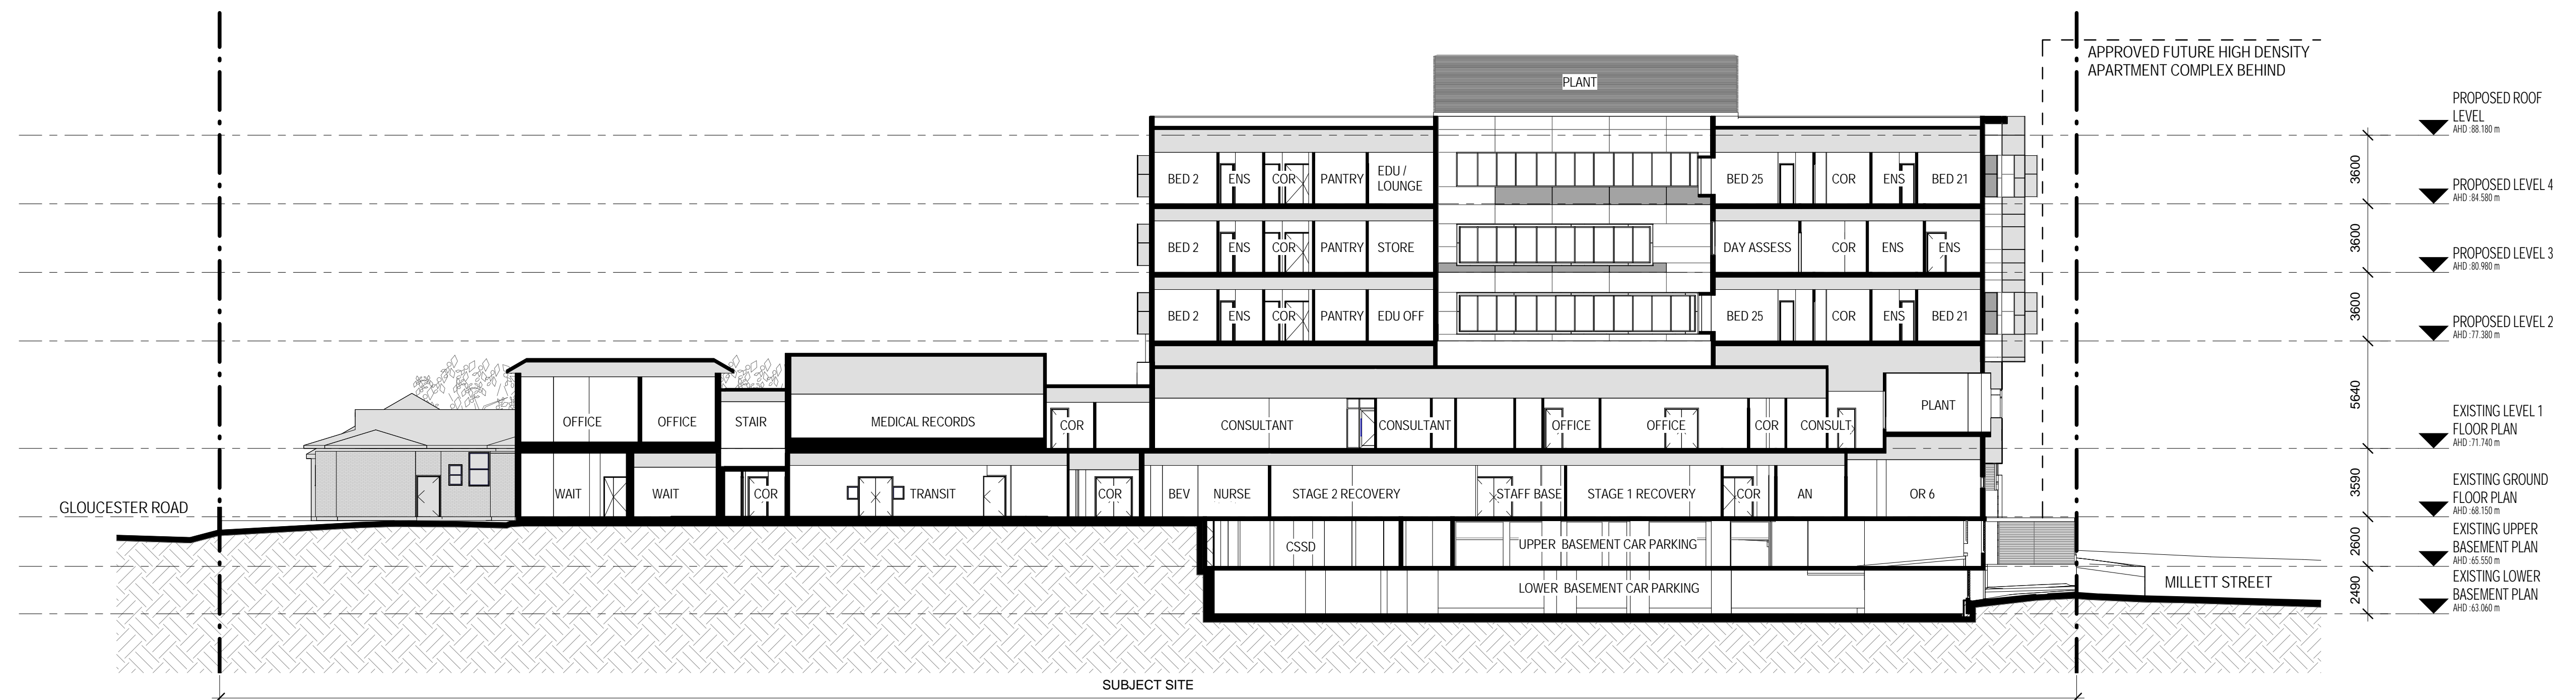 APPROVED FUTURE HIGH DENSITY
APARTMENT COMPLEX BEHIND
PLANT
PROPOSED ROOF
LEVEL
AHD :88.180 m
3600
BED 2
ENS
COR
PANTRY
EDU /
LOUNGE
BED 25
COR
ENS
BED 21
PROPOSED LEVEL 4
AHD :84.580 m
3600
BED 2
ENS
COR
PANTRY
STORE
DAY ASSESS
COR
ENS
ENS
PROPOSED LEVEL 3
AHD :80.980 m
3600
BED 2
ENS
COR
PANTRY
EDU OFF
BED 25
COR
ENS
BED 21
PROPOSED LEVEL 2
AHD :77.380 m
5640
OFFICE
OFFICE
STAIR
MEDICAL RECORDS
COR
CONSULTANT
CONSULTANT
OFFICE
OFFICE
COR
CONSULT
PLANT
EXISTING LEVEL 1
FLOOR PLAN
AHD :71.740 m
3590
WAIT
WAIT
COR
TRANSIT
COR
BEV
NURSE
STAGE 2 RECOVERY
STAFF BASE
STAGE 1 RECOVERY
COR
AN
OR 6
GLOUCESTER ROAD
EXISTING GROUND
FLOOR PLAN
AHD :68.150 m
2600
CSSD
UPPER BASEMENT CAR PARKING
EXISTING UPPER
BASEMENT PLAN
AHD :65.550 m
2490
LOWER BASEMENT CAR PARKING
MILLETT STREET
EXISTING LOWER
BASEMENT PLAN
AHD :63.060 m
SUBJECT SITE